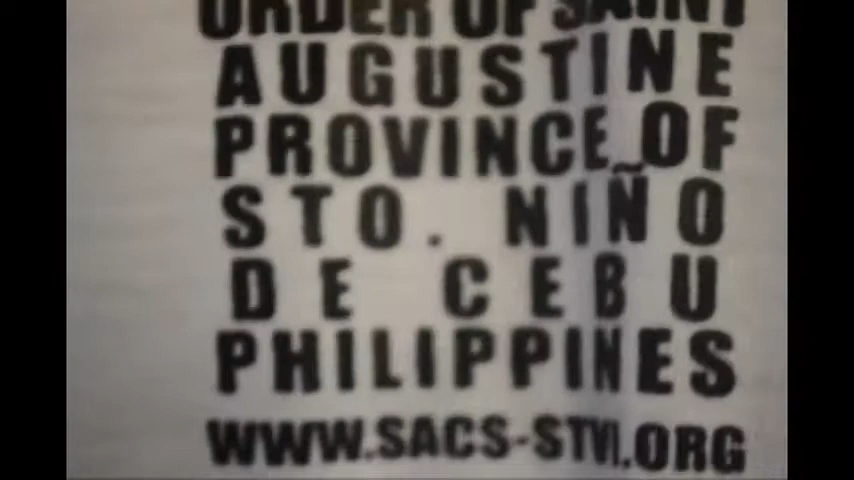 ORDER OF SAINT
AUGUSTINE
PROVINCE OF
STO. NIÑO
DE CEBU
PHILIPPINES
WWW.SACS-STVI.ORG